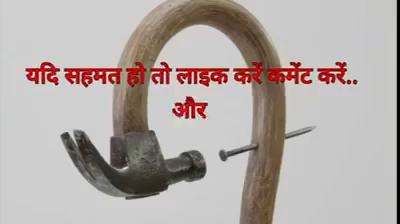 यदि सहमत हो तो लाइक करें कमेंट करें..
और